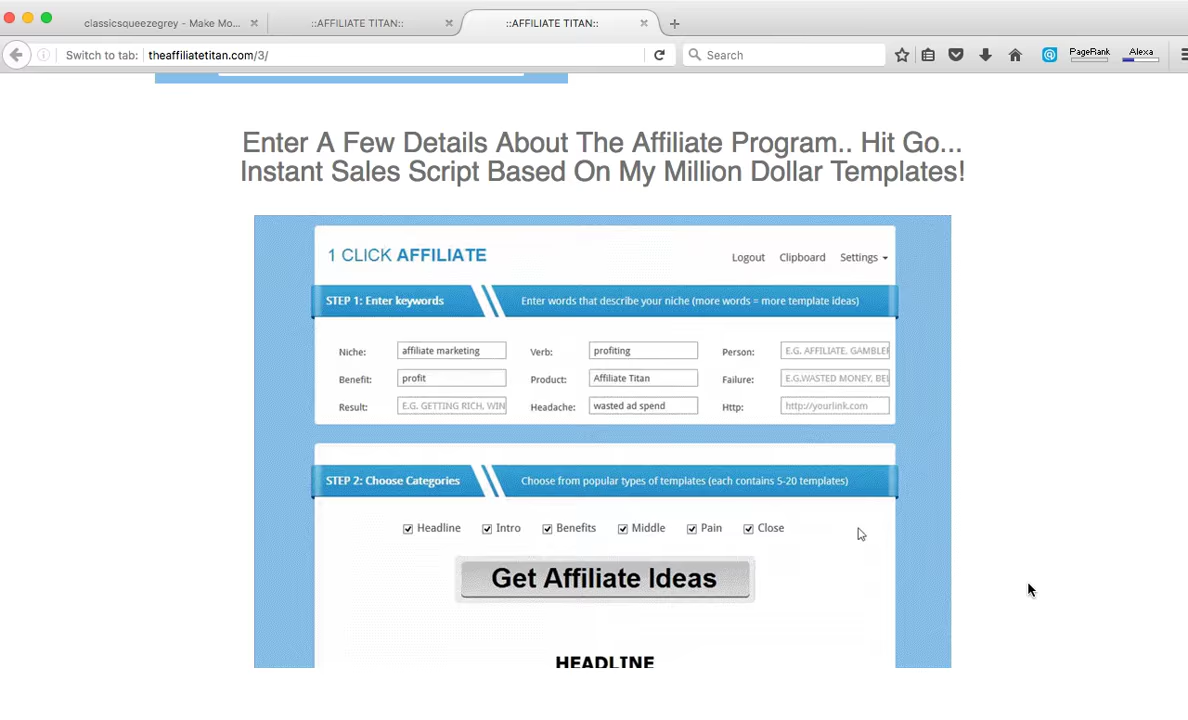 classicsqueezegrey - Make Mo...
::AFFILIATE TITAN::
::AFFILIATE TITAN::
Switch to tab: theaffiliatetitan.com/3/
Search
PageRank
Alexa
Enter A Few Details About The Affiliate Program.. Hit Go...
Instant Sales Script Based On My Million Dollar Templates!
1 CLICK AFFILIATE
Logout Clipboard Settings
STEP 1: Enter keywords
Enter words that describe your niche (more words = more template ideas)
Niche: affiliate marketing Verb: profiting Person: E.G. AFFILIATE. GAMBLER
Benefit: profit Product: Affiliate Titan Failure: E.G,WASTED MONEY, BEI
Result: E.G. GETTING RICH, WIN Headache: wasted ad spend Http: http://yourlink.com
STEP 2: Choose Categories
Choose from popular types of templates (each contains 5-20 templates)
Headline Intro Benefits Middle Pain Close
Get Affiliate Ideas
HEADLINE